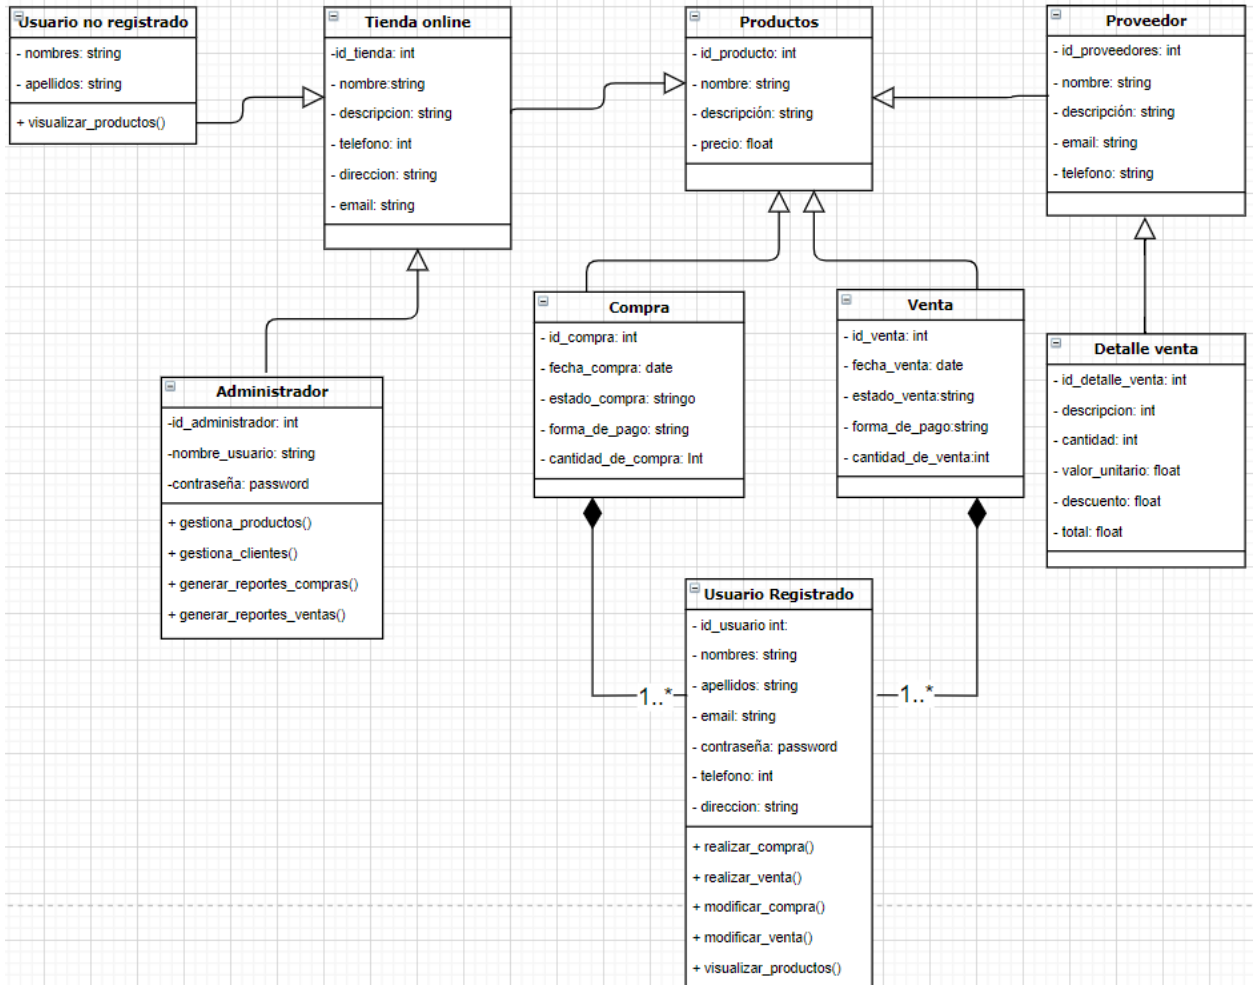 Usuario no registrado
- nombres: string
- apellidos: string
+ visualizar_productos()
Tienda online
-id_tienda: int
- nombre:string
- descripcion: string
- telefono: int
- direccion: string
- email: string
Productos
- id_producto: int
- nombre: string
- descripción: string
- precio: float
Proveedor
- id_proveedores: int
- nombre: string
- descripción: string
- email: string
- telefono: string
Administrador
-id_administrador: int
-nombre_usuario: string
-contraseña: password
+ gestiona_productos()
+ gestiona_clientes()
+ generar_reportes_compras()
+ generar_reportes_ventas()
Compra
- id_compra: int
- fecha_compra: date
- estado_compra: stringo
- forma_de_pago: string
- cantidad_de_compra: Int
Venta
- id_venta: int
- fecha_venta: date
- estado_venta:string
- forma_de_pago:string
- cantidad_de_venta:int
Detalle venta
- id_detalle_venta: int
- descripcion: int
- cantidad: int
- valor_unitario: float
- descuento: float
- total: float
1..*
1..*
Usuario Registrado
- id_usuario int:
- nombres: string
- apellidos: string
- email: string
- contraseña: password
- telefono: int
- direccion: string
+ realizar_compra()
+ realizar_venta()
+ modificar_compra()
+ modificar_venta()
+ visualizar_productos()